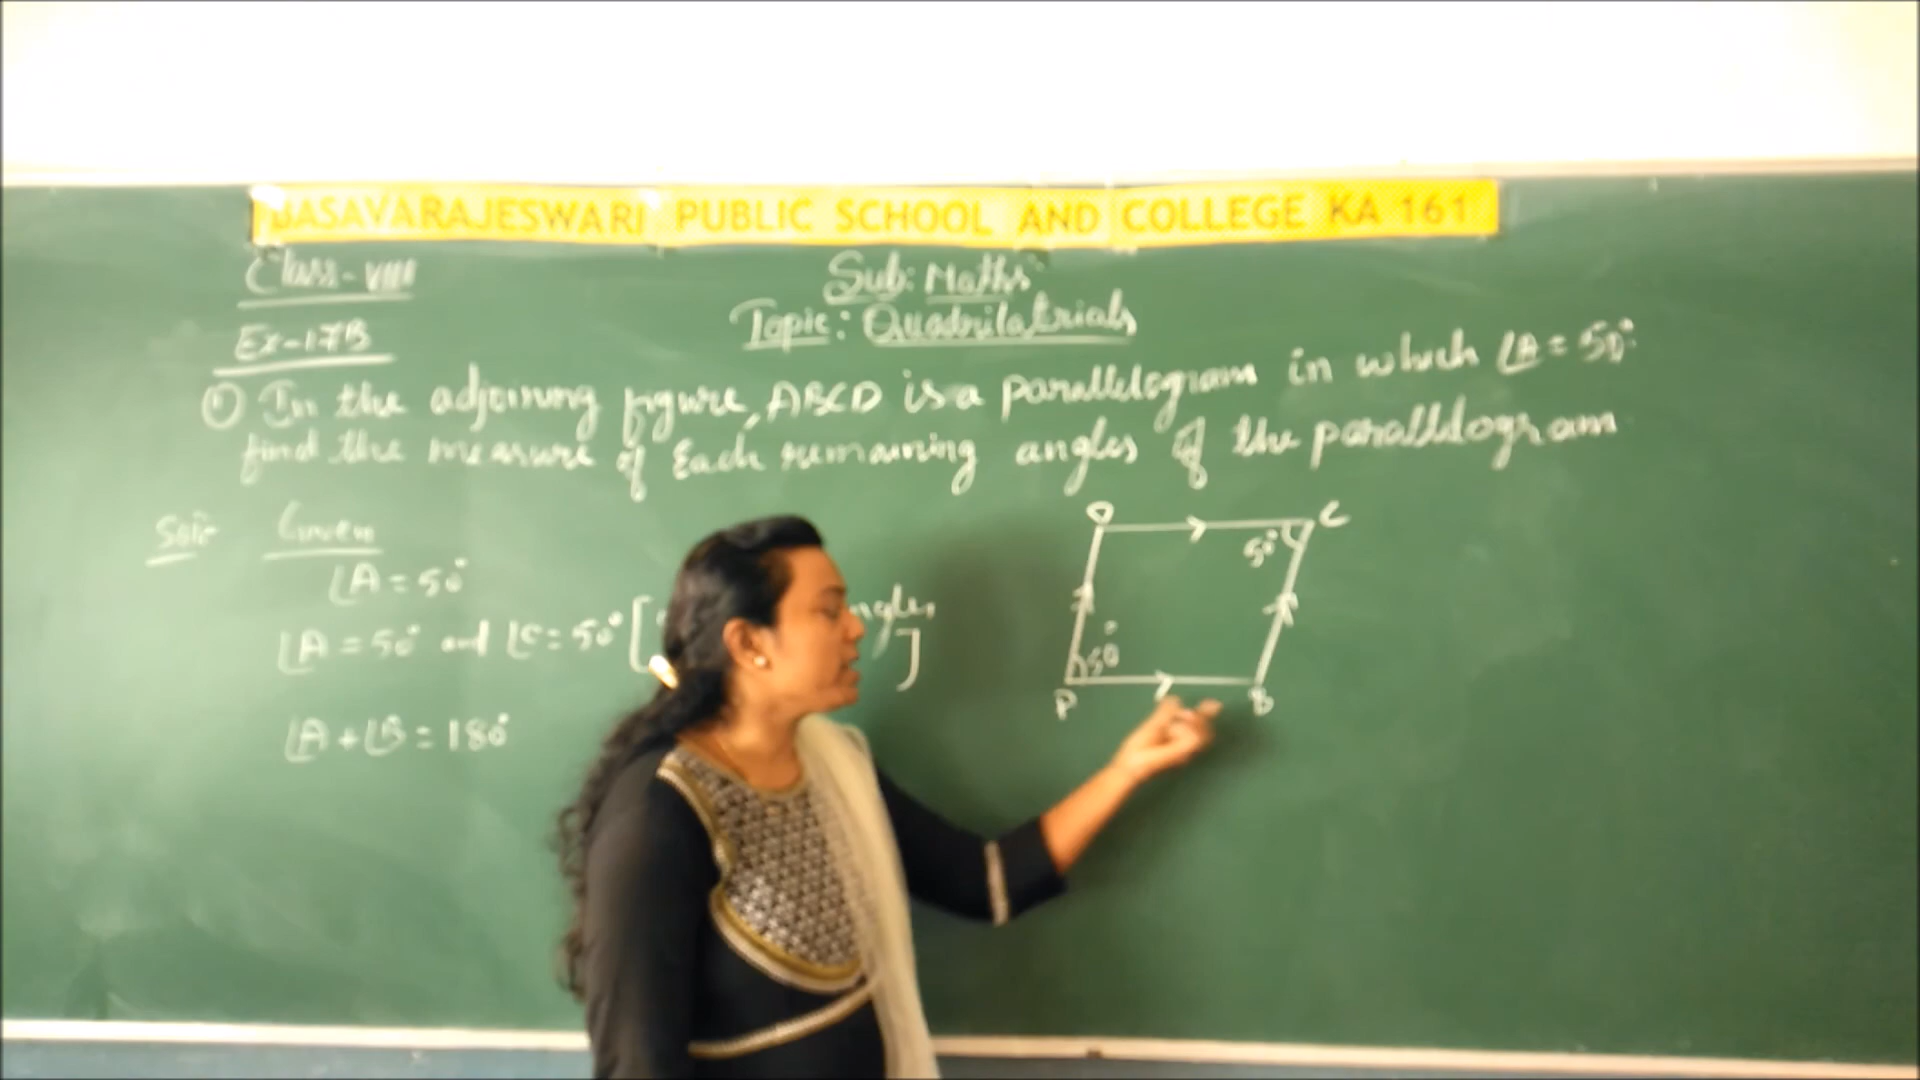 BASAVARAJESWARI PUBLIC SCHOOL AND COLLEGE KA 161
Class-VIII
Sub: Maths
Ex-17B
Topic: Quadrilatrials
① In the adjoining figure, ABCD is a parallelogram in which ∠A = 50°.
find the measure of Each remaining angles of the parallelogram
Soln Given
∠A = 50°
∠A = 50° and ∠C = 50° [
]
∠A + ∠B = 180°
D C
50°
50°
A B